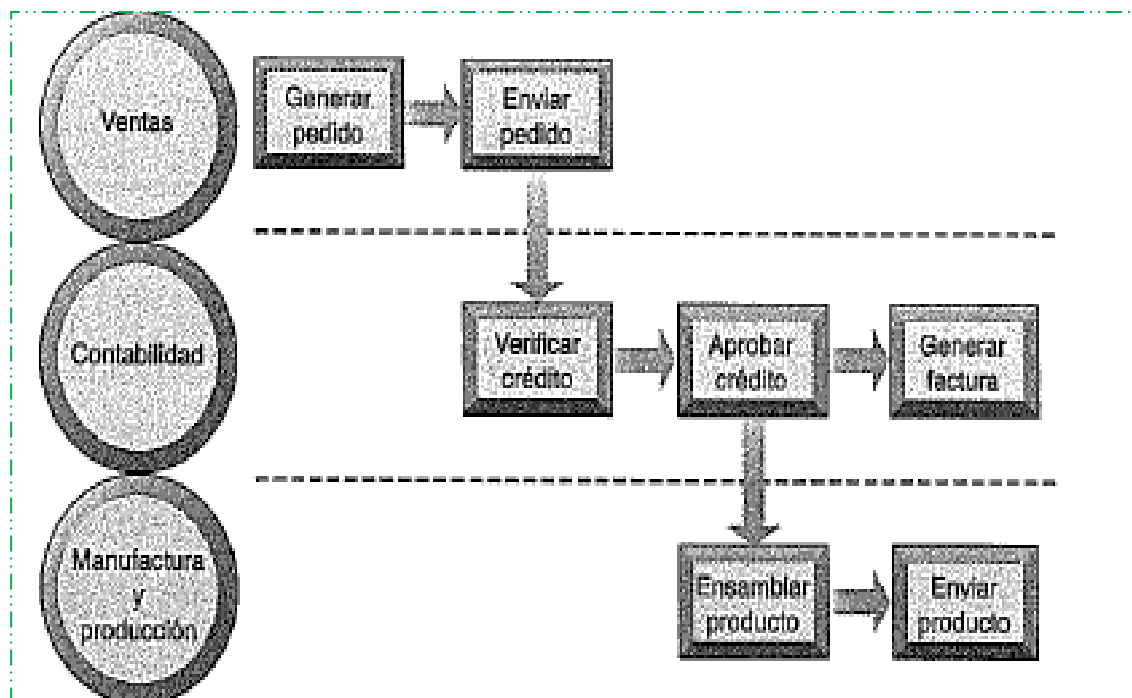 Ventas
Generar
pedido
Enviar
pedido
Contabilidad
Verificar
crédito
Aprobar
crédito
Generar
factura
Manufactura
y
producción
Ensamblar
producto
Enviar
producto